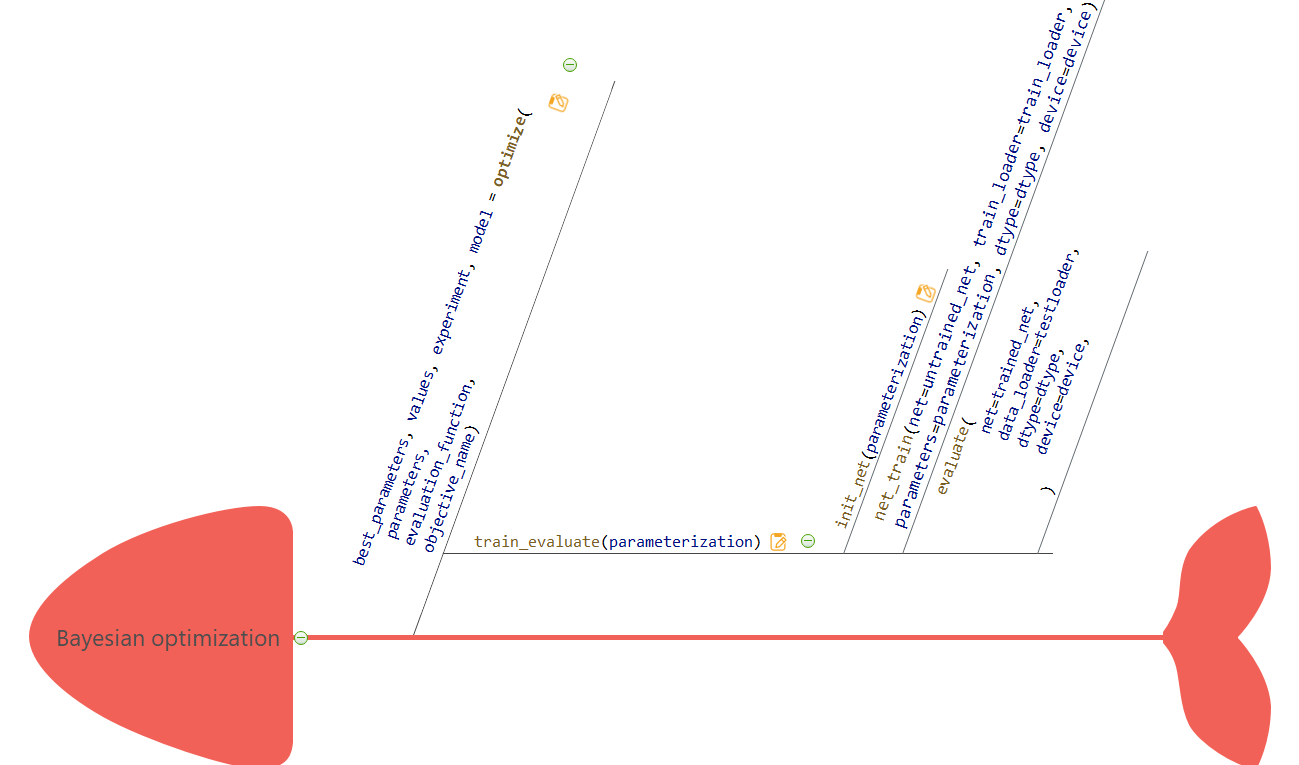 best_parameters, values, experiment, model = optimize(
parameters,
evaluation_function,
objective_name)
train_evaluate(parameterization)
init_net(parameterization)
net_train(net=untrained_net, train_loader=train_loader,
parameters=parameterization, dtype=dtype, device=device)
evaluate(
net=trained_net,
data_loader=testloader,
dtype=dtype,
device=device,
)
Bayesian optimization